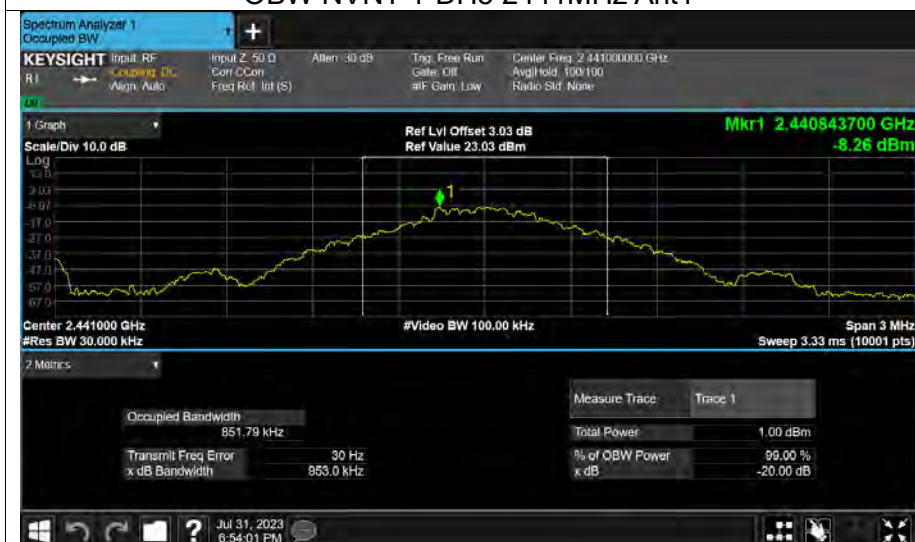 Spectrum Analyzer 1
Occupied BW
KEYSIGHT Input: RF Input Z: 50 Ω Atten: 30 dB Trig: Free Run Center Freq: 2.441000000 GHz
Coupling: DC Corr CCorr Gate: Off Avg|Hold: 100/100
Align: Auto Freq Ref: Int (S) #IF Gain: Low Radio Std: None
1 Graph
Scale/Div 10.0 dB
Ref Lvl Offset 3.03 dB
Ref Value 23.03 dBm
Mkr1 2.440843700 GHz
-8.26 dBm
Log
13.0
3.03
-6.97
1
-17.0
-27.0
-37.0
-47.0
-57.0
-67.0
Center 2.441000 GHz #Video BW 100.00 kHz Span 3 MHz
#Res BW 30.000 kHz Sweep 3.33 ms (10001 pts)
2 Metrics
Measure Trace Trace 1
Occupied Bandwidth
851.79 kHz Total Power 1.00 dBm
Transmit Freq Error 30 Hz % of OBW Power 99.00 %
x dB Bandwidth 953.0 kHz x dB -20.00 dB
Jul 31, 2023
6:54:01 PM